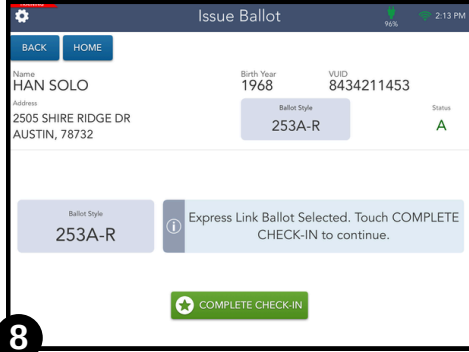 Issue Ballot
96%
2:13 PM
BACK HOME
Name Birth Year VUID
HAN SOLO 1968 8434211453
Address Ballot Style Status
2505 SHIRE RIDGE DR 253A-R A
AUSTIN, 78732
Ballot Style
253A-R
Express Link Ballot Selected. Touch COMPLETE
CHECK-IN to continue.
COMPLETE CHECK-IN
8